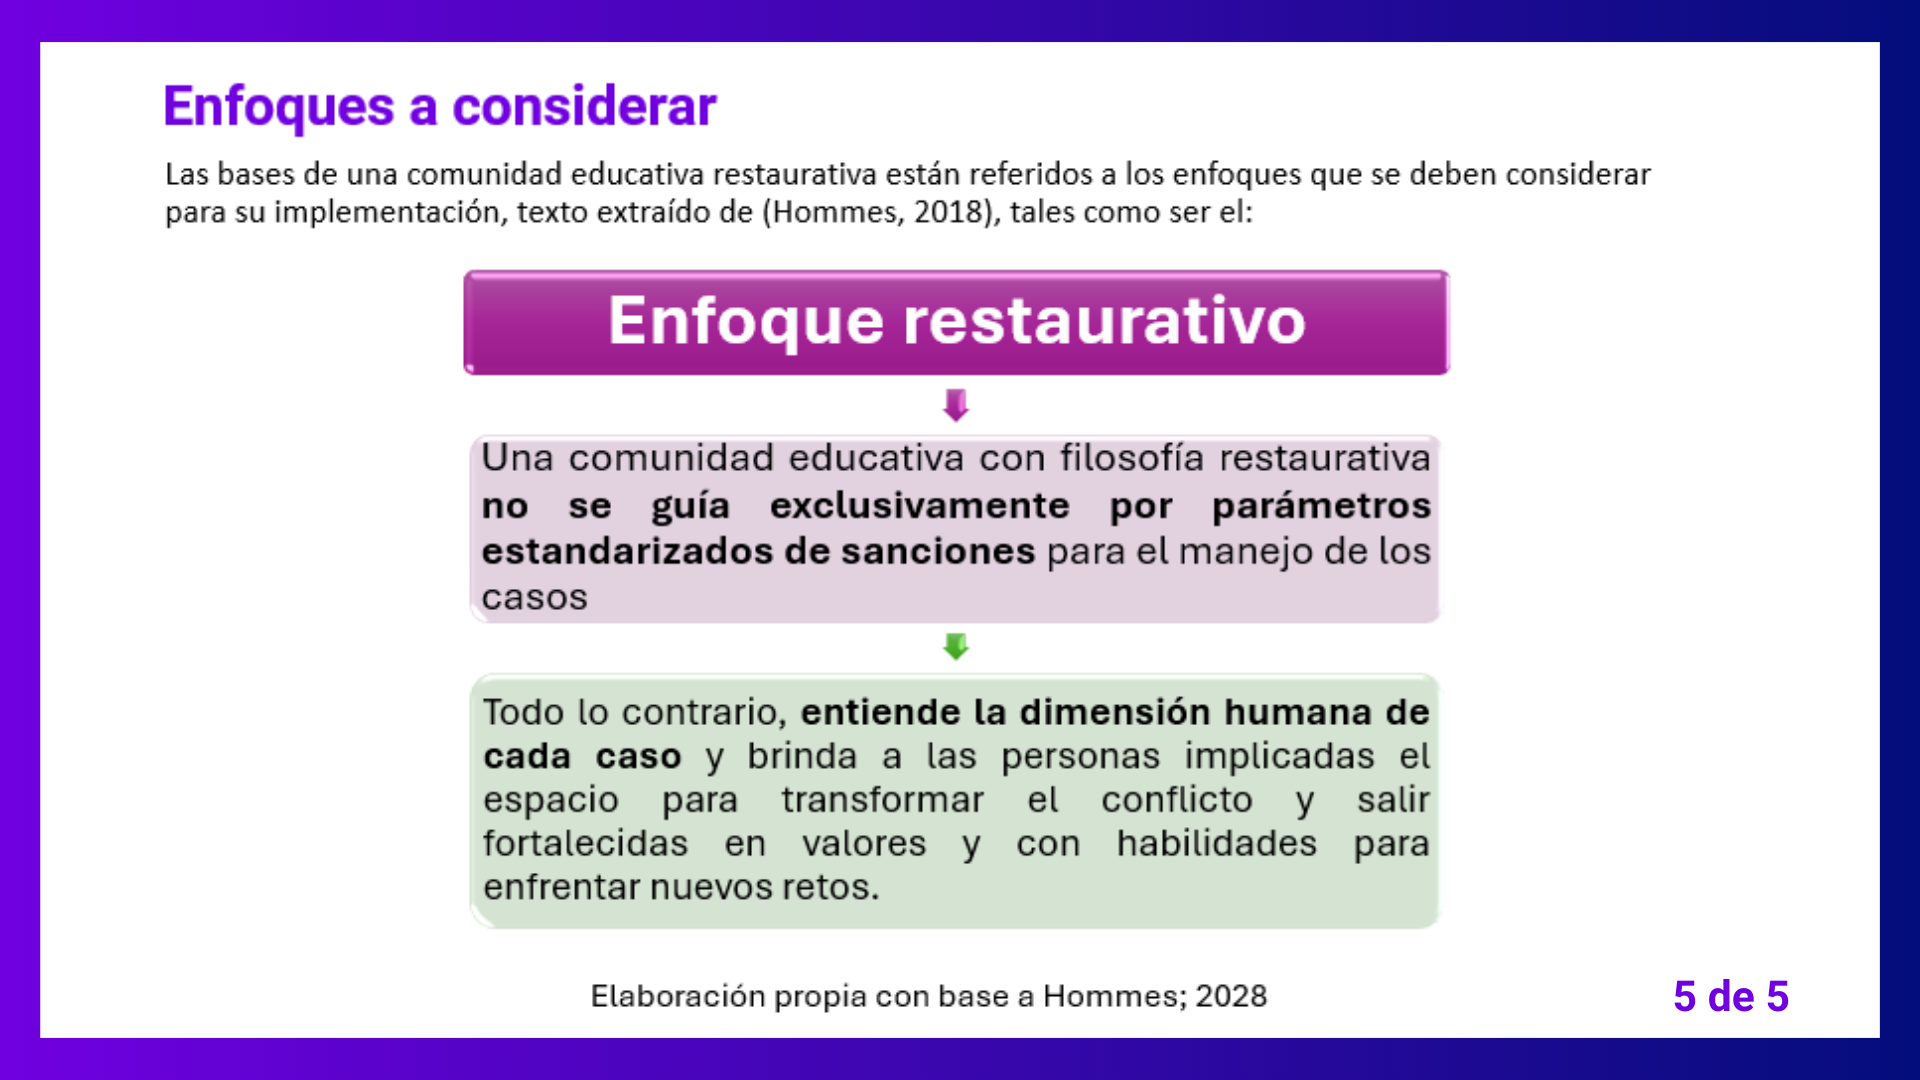 Enfoques a considerar
Las bases de una comunidad educativa restaurativa están referidos a los enfoques que se deben considerar
para su implementación, texto extraído de (Hommes, 2018), tales como ser el:
Enfoque restaurativo
Una comunidad educativa con filosofía restaurativa
no se guía exclusivamente por parámetros
estandarizados de sanciones para el manejo de los
casos
Todo lo contrario, entiende la dimensión humana de
cada caso y brinda a las personas implicadas el
espacio para transformar el conflicto y salir
fortalecidas en valores y con habilidades para
enfrentar nuevos retos.
Elaboración propia con base a Hommes; 2028
5 de 5